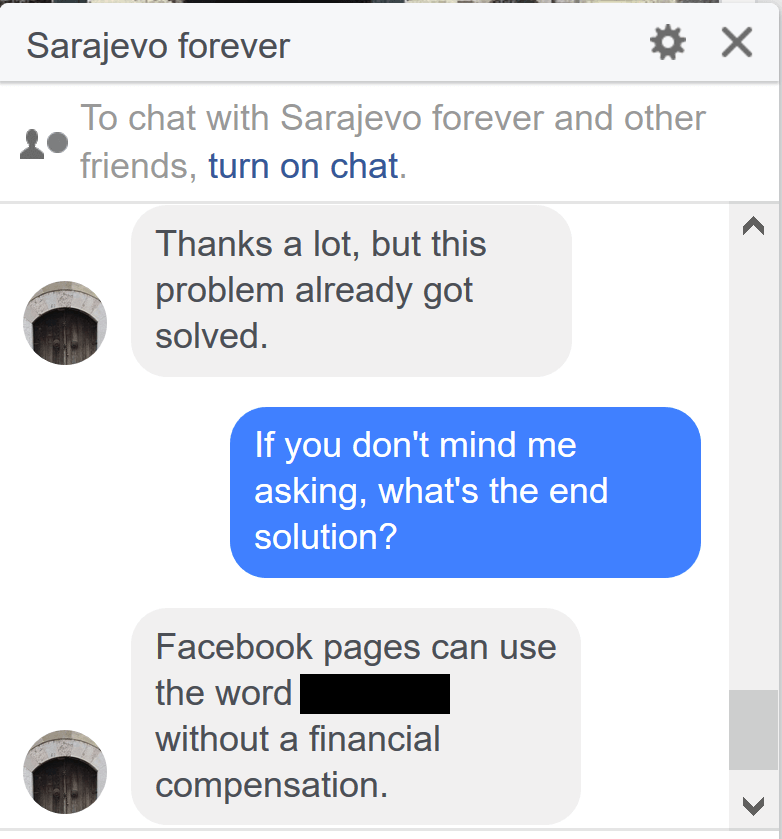 Sarajevo forever
To chat with Sarajevo forever and other
friends, turn on chat.
Thanks a lot, but this
problem already got
solved.
If you don't mind me
asking, what's the end
solution?
Facebook pages can use
the word
without a financial
compensation.